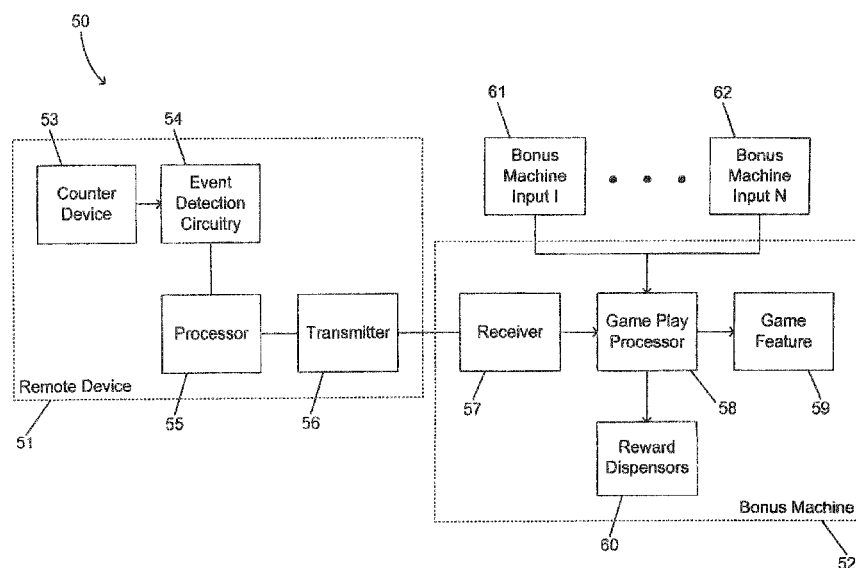 50
53
54
61
62
Counter
Device
Event
Detection
Circuitry
Bonus
Machine
Input I
Bonus
Machine
Input N
Processor
Transmitter
Receiver
Game Play
Processor
Game
Feature
Remote Device
51
55
56
57
58
59
Reward
Dispensors
60
Bonus Machine
52